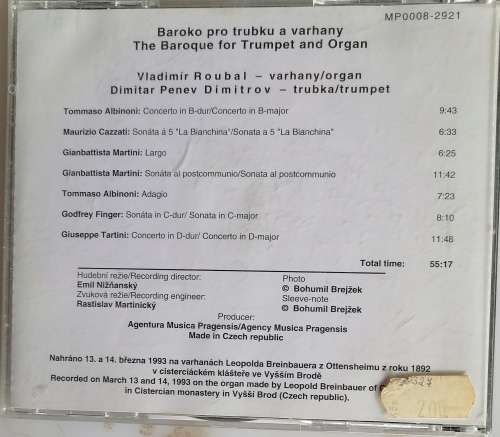 MP0008-2921
Baroko pro trubku a varhany
The Baroque for Trumpet and Organ
Vladimír Roubal – varhany/organ
Dimitar Penev Dimitrov – trubka/trumpet
Tommaso Albinoni: Concerto in B-dur/Concerto in B-major 9:43
Maurizio Cazzati: Sonáta à 5 "La Bianchina"/Sonata a 5 "La Bianchina" 6:33
Gianbattista Martini: Largo 6:25
Gianbattista Martini: Sonáta al postcommunio/Sonata al postcommunio 11:42
Tommaso Albinoni: Adagio 7:23
Godfrey Finger: Sonáta in C-dur/ Sonata in C-major 8:10
Giuseppe Tartini: Concerto in D-dur/ Concerto in D-major 11:48
Total time: 55:17
Hudební režie/Recording director:
Emil Nižňanský
Zvuková režie/Recording engineer:
Rastislav Martinický
Photo
© Bohumil Brejžek
Sleeve-note
© Bohumil Brejžek
Producer:
Agentura Musica Pragensis/Agency Musica Pragensis
Made in Czech republic
Nahráno 13. a 14. března 1993 na varhanách Leopolda Breinbauera z Ottensheimu z roku 1892
v cisterciáckém klášteře ve Vyšším Brodě
Recorded on March 13 and 14, 1993 on the organ made by Leopold Breinbauer of
in Cistercian monastery in Vyšší Brod (Czech republic).